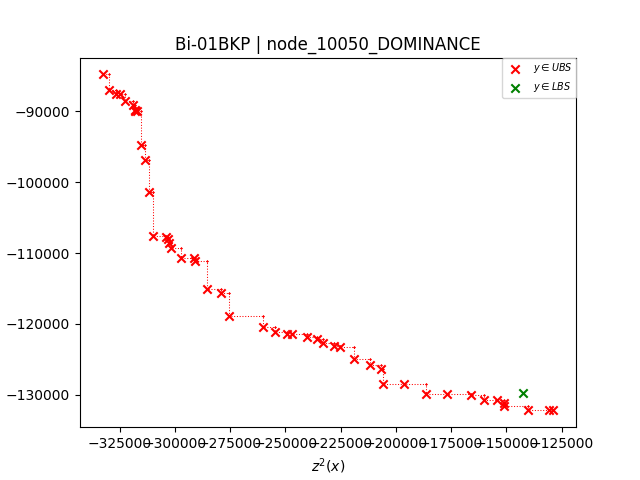 Bi-01BKP | node_10050_DOMINANCE
y ∈ UBS
y ∈ LBS
−90000
−100000
−110000
−120000
−130000
−325000 −300000 −275000 −250000 −225000 −200000 −175000 −150000 −125000
z²(x)